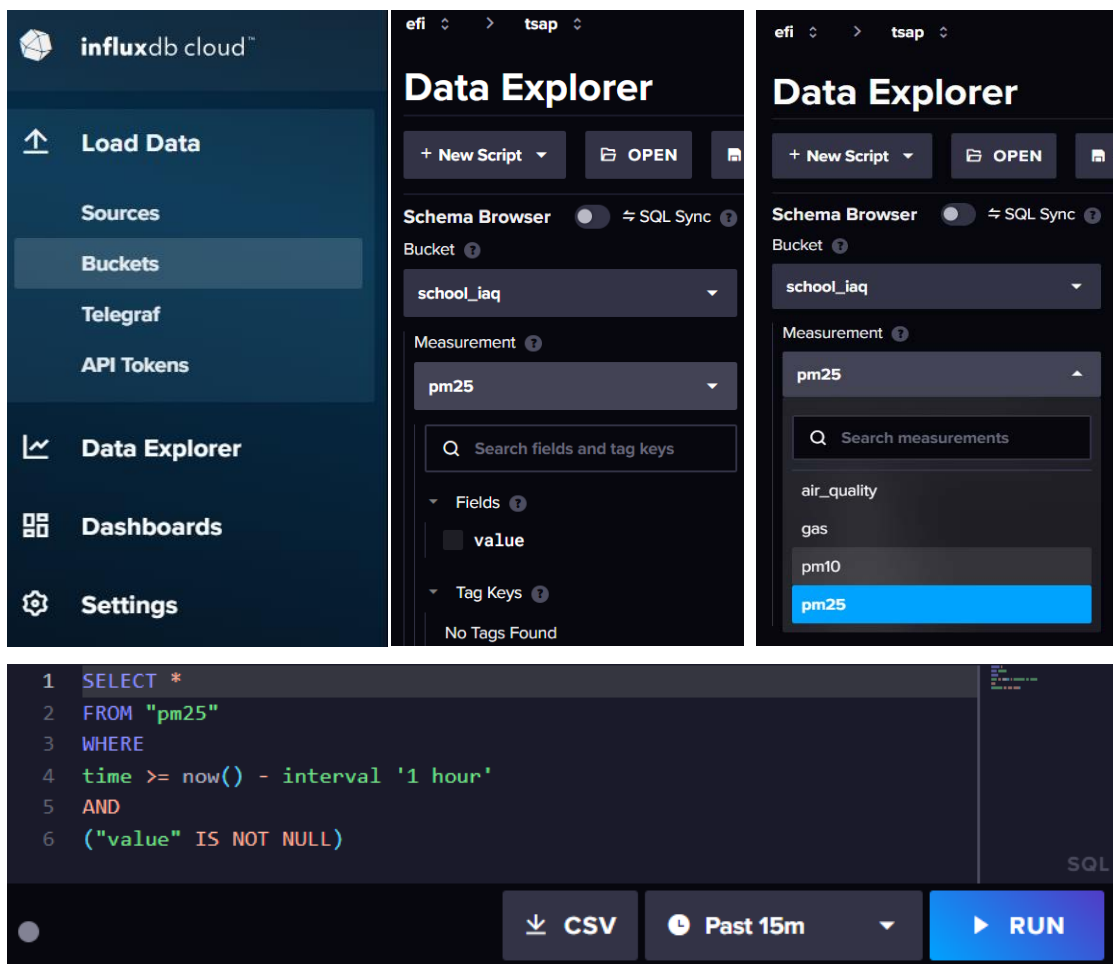 influxdb cloud™
Load Data
Sources
Buckets
Telegraf
API Tokens
Data Explorer
Dashboards
Settings
efi > tsap
Data Explorer
+ New Script
OPEN
Schema Browser
SQL Sync ?
Bucket ?
school_iaq
Measurement ?
pm25
Search fields and tag keys
Fields ?
value
Tag Keys ?
No Tags Found
efi > tsap
Data Explorer
+ New Script
OPEN
Schema Browser
SQL Sync ?
Bucket ?
school_iaq
Measurement ?
pm25
Search measurements
air_quality
gas
pm10
pm25
1 SELECT *
2 FROM "pm25"
3 WHERE
4 time >= now() - interval '1 hour'
5 AND
6 ("value" IS NOT NULL)
SQL
CSV
Past 15m
RUN